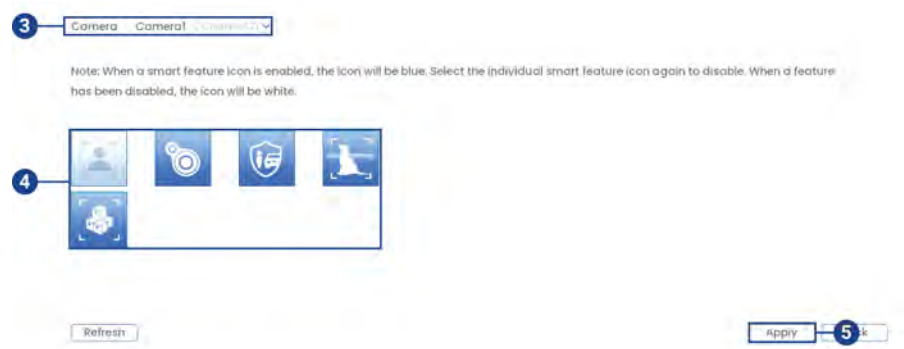 3 Camera Camera1
Note: When a smart feature icon is enabled, the icon will be blue. Select the individual smart feature icon again to disable. When a feature
has been disabled, the icon will be white.
4
Refresh Apply 5 k